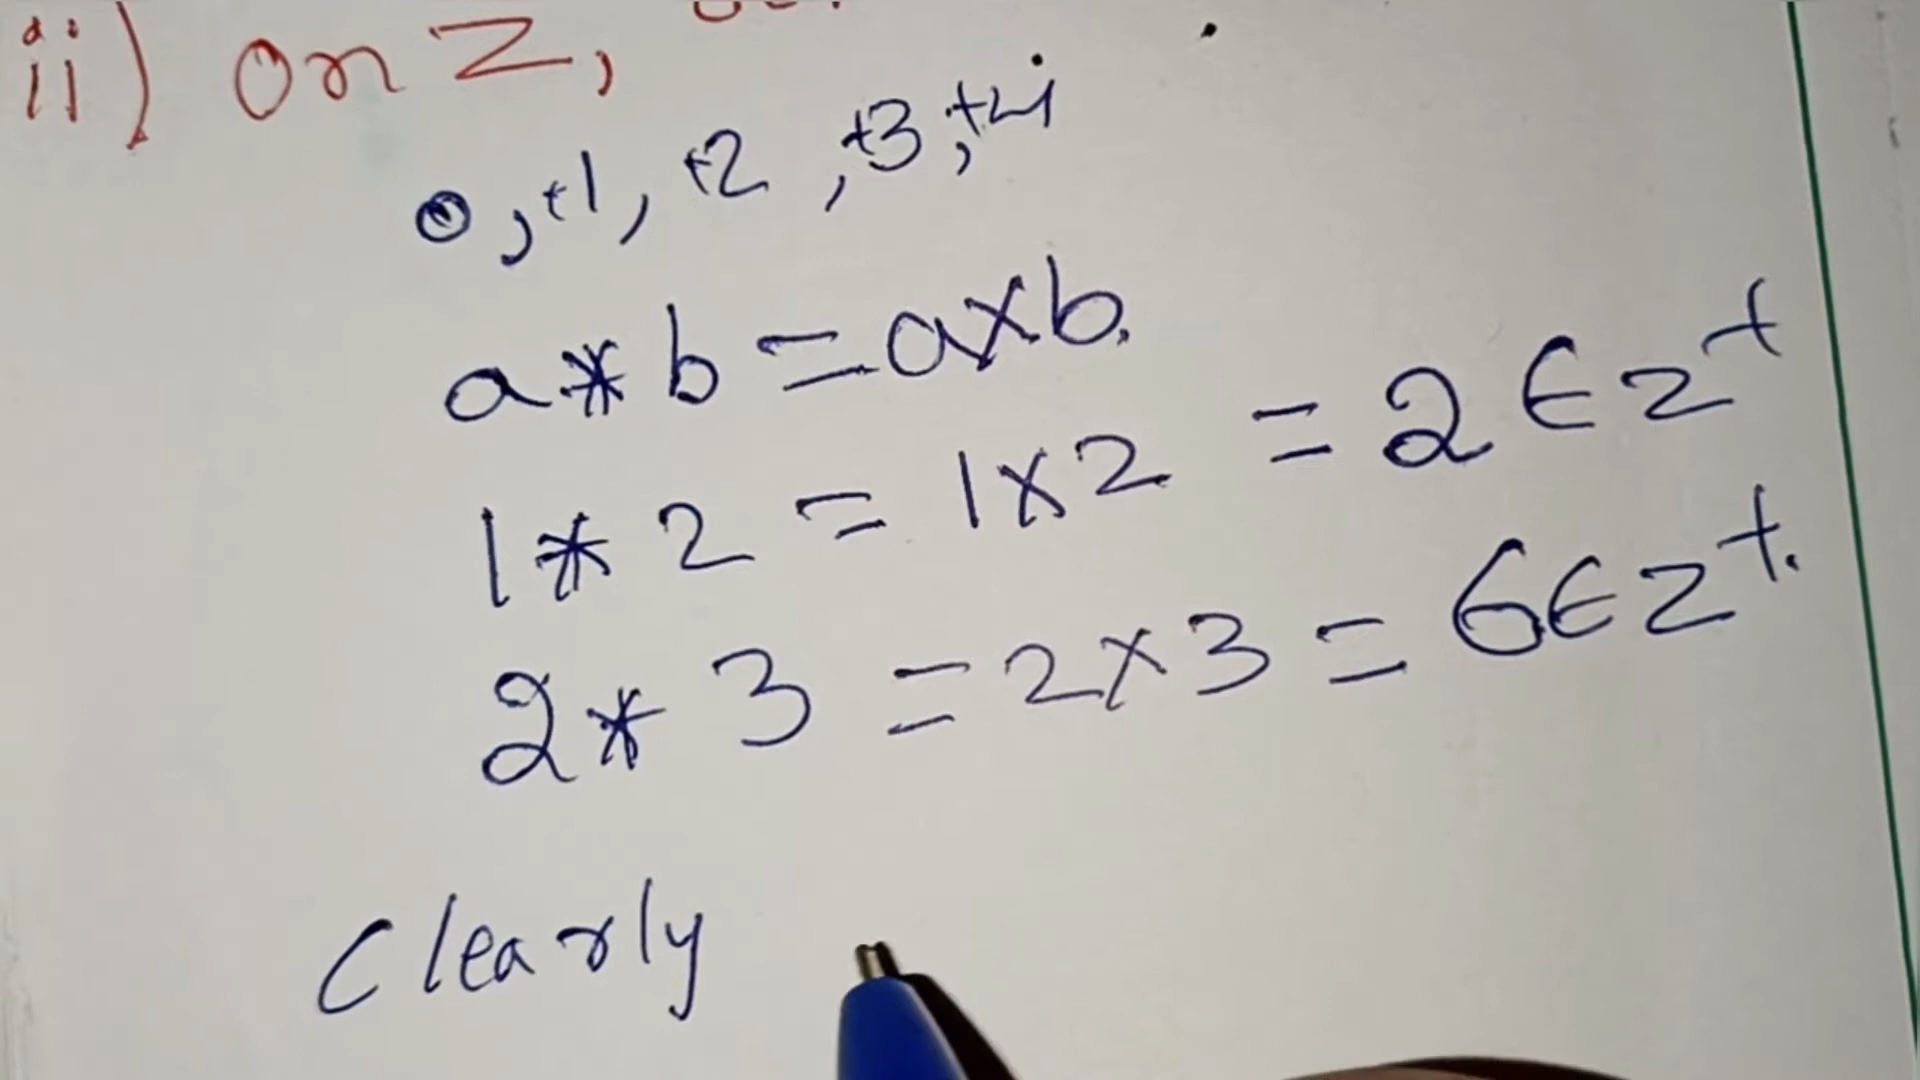 ii) on Z,
0, +1, +2, +3, +4
a * b = a x b.
1 * 2 = 1 x 2 = 2 ∈ Z⁺
2 * 3 = 2 x 3 = 6 ∈ Z⁺.
Clearly